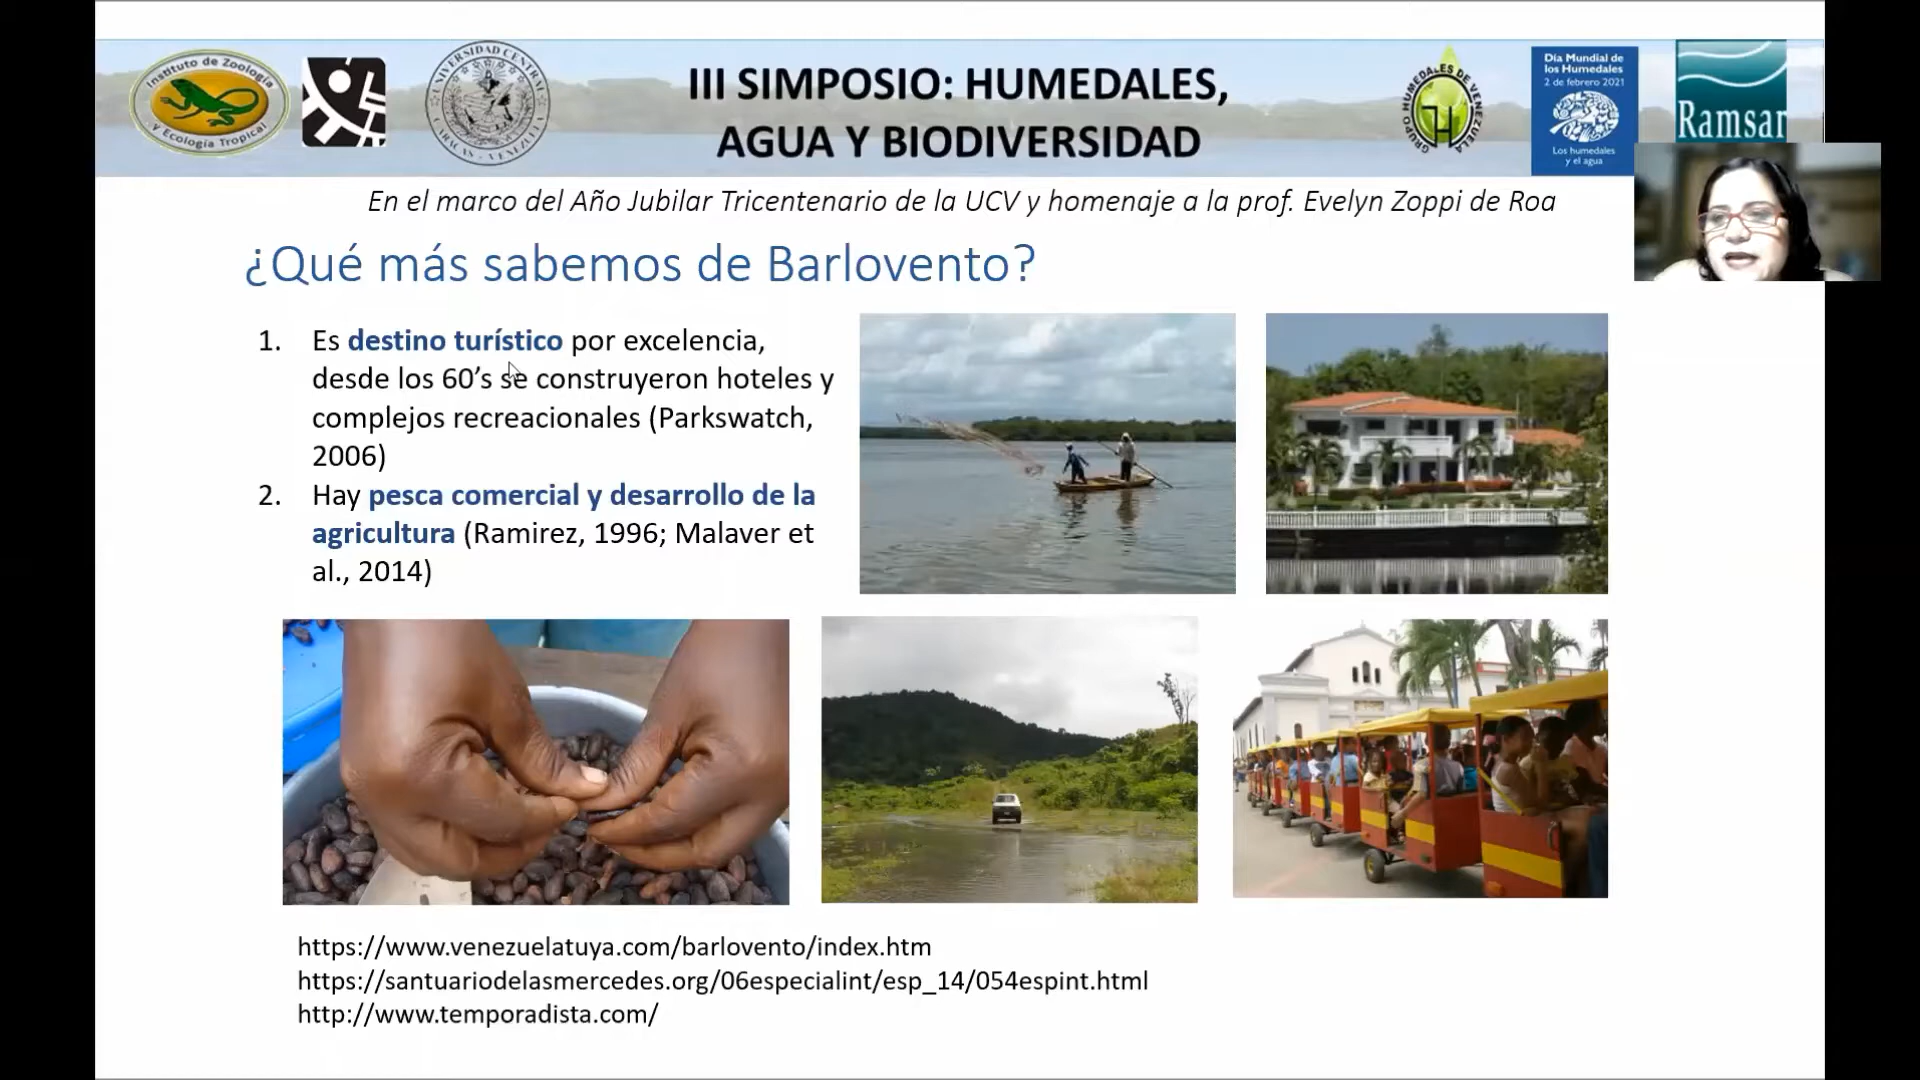 Instituto de Zoología
y Ecología Tropical
UNIVERSIDAD CENTRAL
CARACAS - VENEZUELA
III SIMPOSIO: HUMEDALES,
AGUA Y BIODIVERSIDAD
GRUPO HUMEDALES DE VENEZUELA
Día Mundial de
los Humedales
2 de febrero 2021
Los humedales
y el agua
Ramsar
En el marco del Año Jubilar Tricentenario de la UCV y homenaje a la prof. Evelyn Zoppi de Roa
¿Qué más sabemos de Barlovento?
1. Es destino turístico por excelencia,
desde los 60’s se construyeron hoteles y
complejos recreacionales (Parkswatch,
2006)
2. Hay pesca comercial y desarrollo de la
agricultura (Ramirez, 1996; Malaver et
al., 2014)
https://www.venezuelatuya.com/barlovento/index.htm
https://santuariodelasmercedes.org/06especialint/esp_14/054espint.html
http://www.temporadista.com/